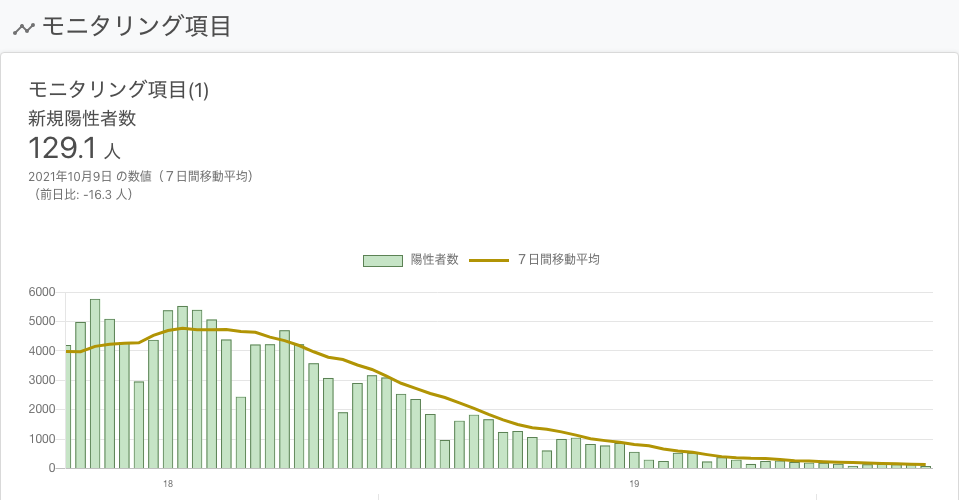 モニタリング項目
モニタリング項目(1)
新規陽性者数
129.1 人
2021年10月9日 の数値（７日間移動平均）
（前日比: -16.3 人）
陽性者数 ７日間移動平均
6000
5000
4000
3000
2000
1000
0
18 19